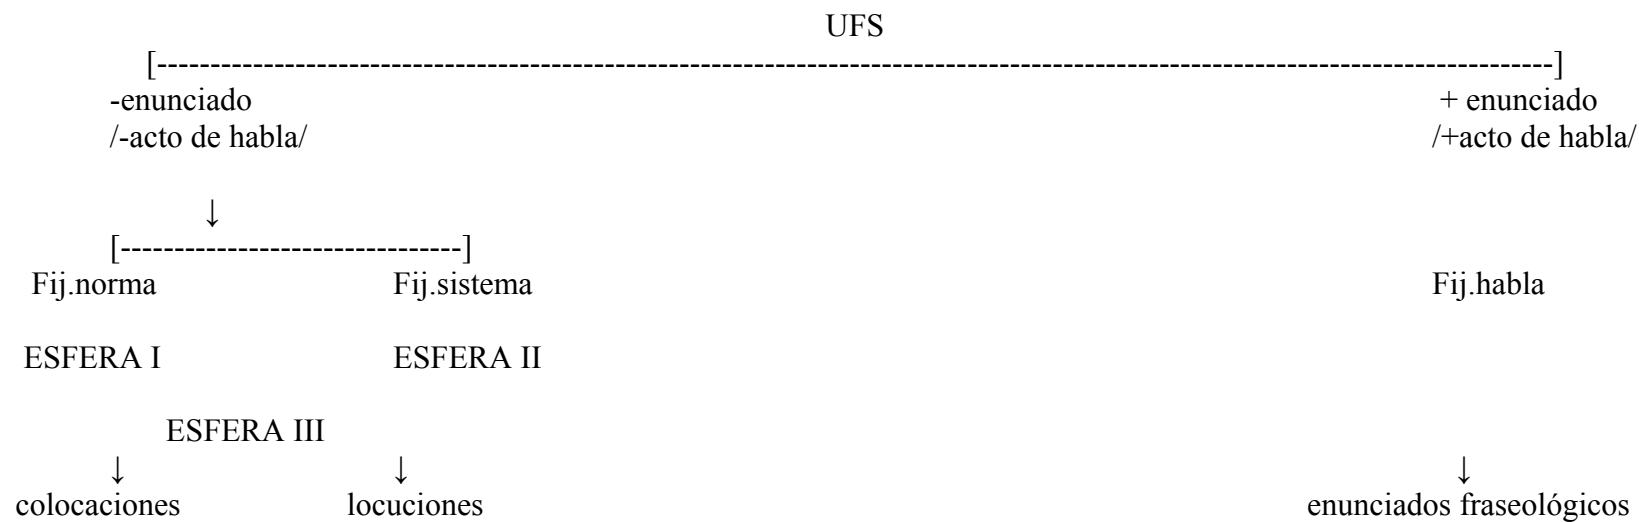 UFS
[-----------------------------------------------------------------------------------------------------------------------------------]
-enunciado + enunciado
/-acto de habla/ /+acto de habla/
↓
[--------------------------------]
Fij.norma Fij.sistema Fij.habla
ESFERA I ESFERA II
ESFERA III
↓ ↓ ↓
colocaciones locuciones enunciados fraseológicos